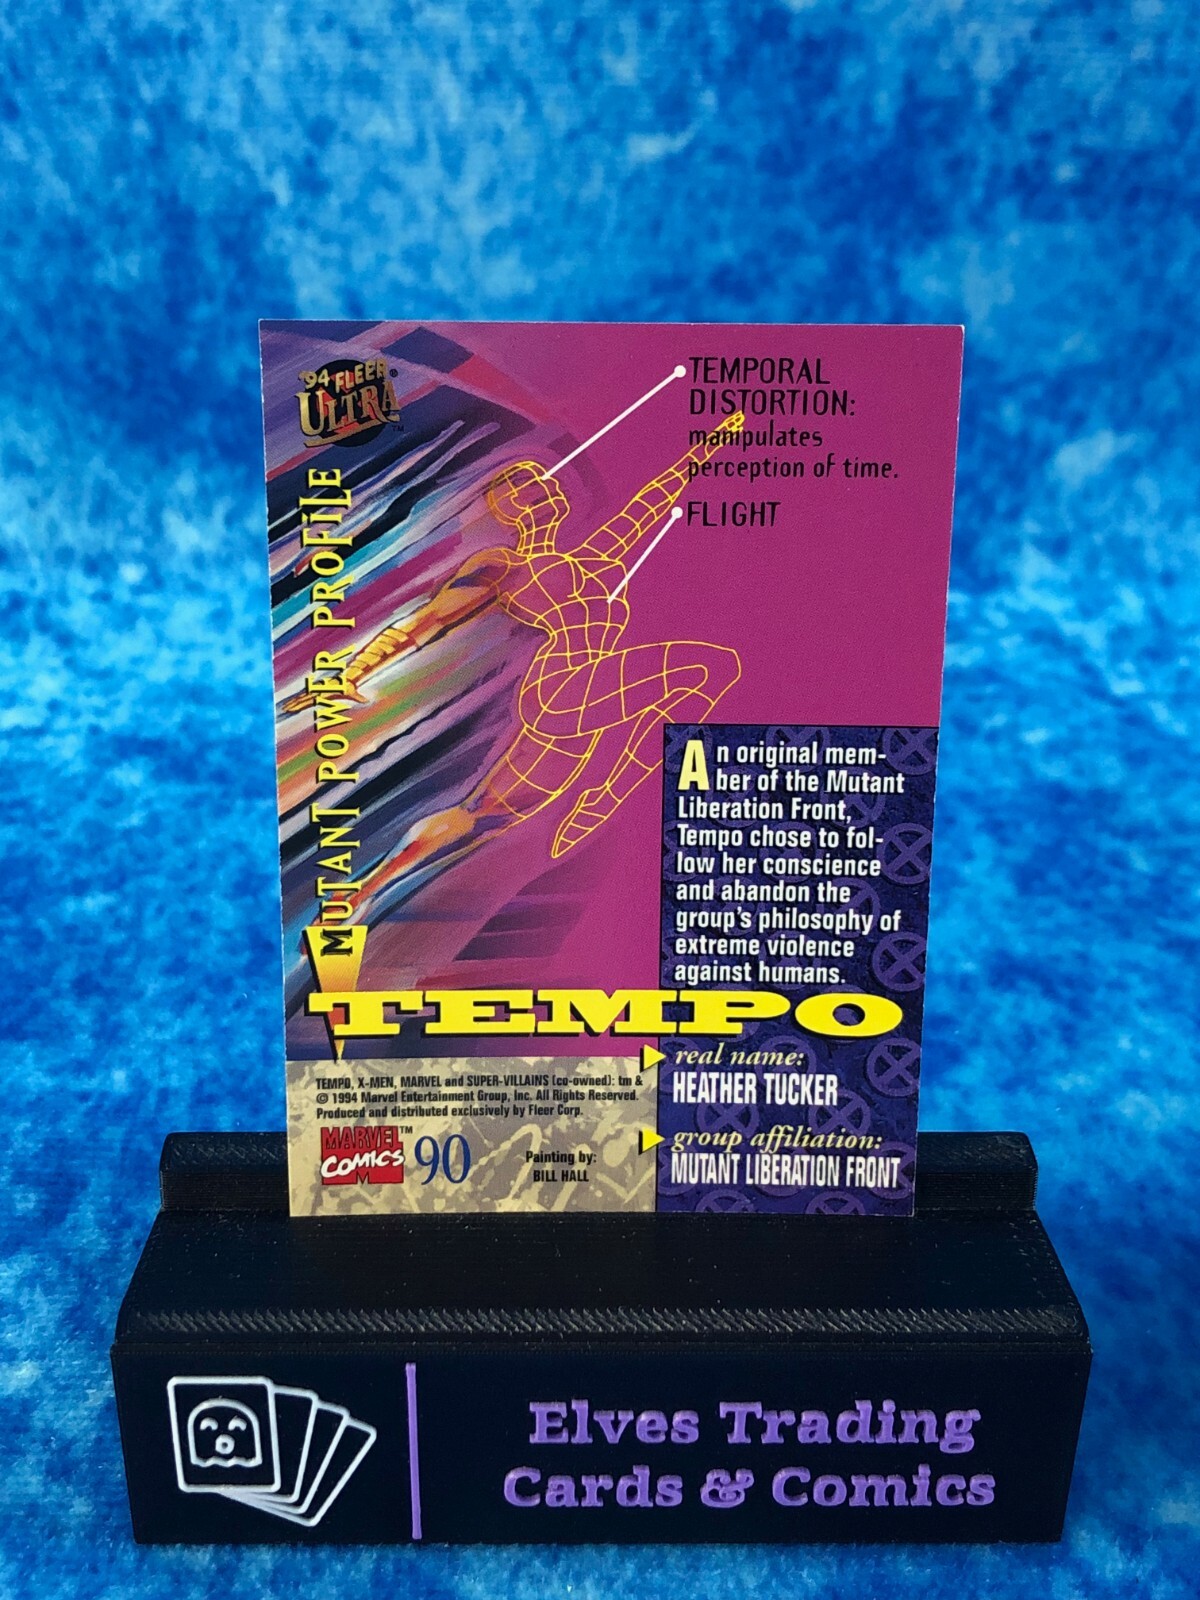 '94 FLEER®
ULTRA™
MUTANT POWER PROFILE
TEMPORAL
DISTORTION:
manipulates
perception of time.
FLIGHT
An original mem-
ber of the Mutant
Liberation Front,
Tempo chose to fol-
low her conscience
and abandon the
group's philosophy of
extreme violence
against humans.
TEMPO™
real name:
HEATHER TUCKER
group affiliation:
MUTANT LIBERATION FRONT
TEMPO, X-MEN, MARVEL and SUPER-VILLAINS (co-owned): tm &
© 1994 Marvel Entertainment Group, Inc. All Rights Reserved.
Produced and distributed exclusively by Fleer Corp.
MARVEL™
COMICS
M
90
Painting by:
BILL HALL
Elves Trading
Cards & Comics